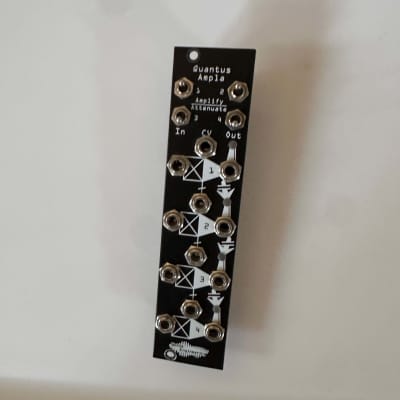 Quantus
Ampla
1 2
Amplify
Attenuate
3 4
In CV Out
1
2
3
4